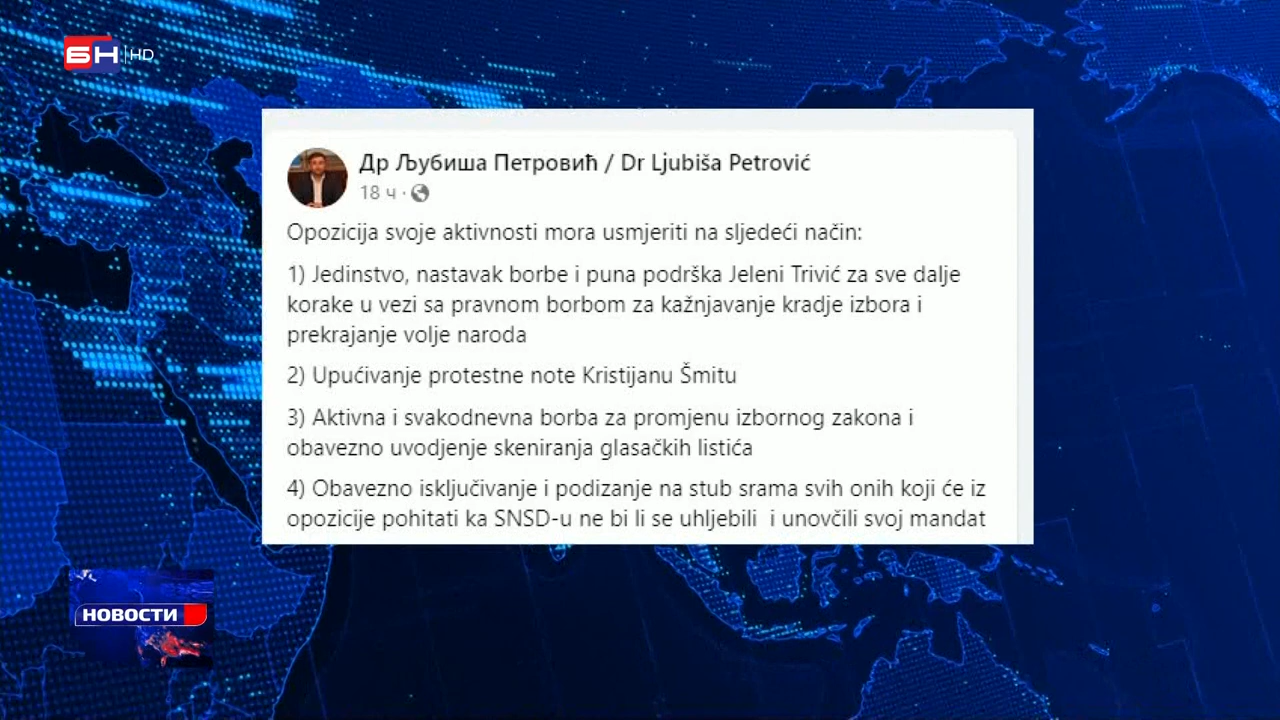 БН HD
Др Љубиша Петровић / Dr Ljubiša Petrović
18 ч ·
Opozicija svoje aktivnosti mora usmjeriti na sljedeći način:
1) Jedinstvo, nastavak borbe i puna podrška Jeleni Trivić za sve dalje
korake u vezi sa pravnom borbom za kažnjavanje kradje izbora i
prekrajanje volje naroda
2) Upućivanje protestne note Kristijanu Šmitu
3) Aktivna i svakodnevna borba za promjenu izbornog zakona i
obavezno uvodjenje skeniranja glasačkih listića
4) Obavezno isključivanje i podizanje na stub srama svih onih koji će iz
opozicije pohitati ka SNSD-u ne bi li se uhljebili i unovčili svoj mandat
НОВОСТИ